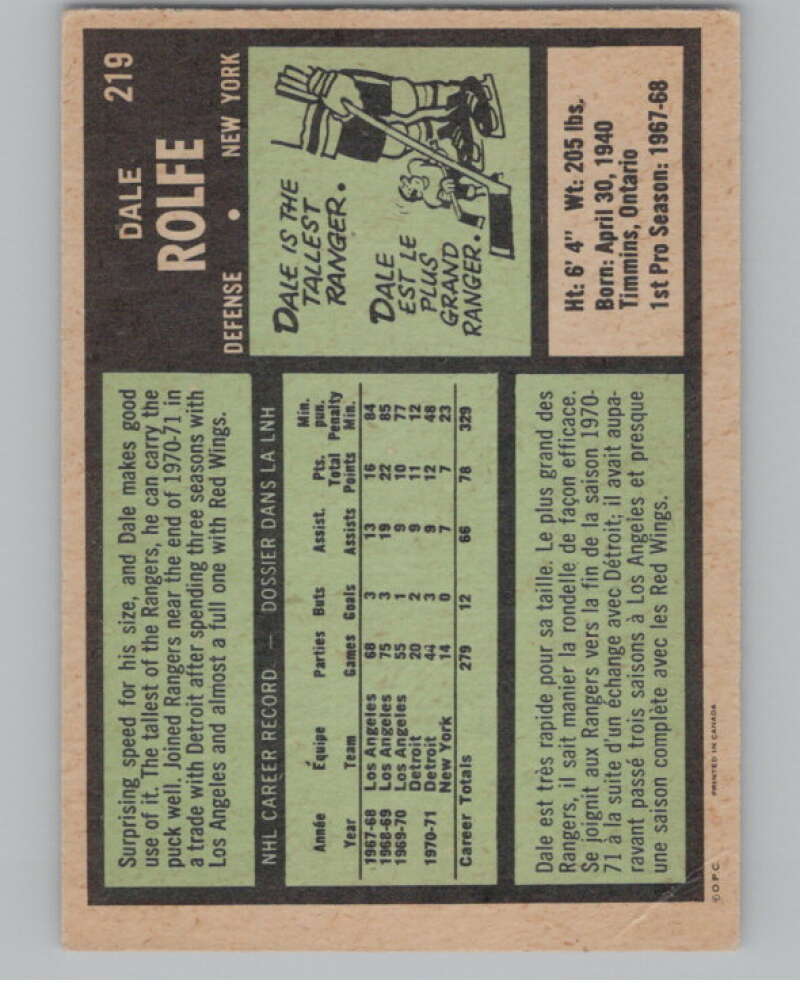 219
DALE
ROLFE
DEFENSE • NEW YORK
DALE IS THE
TALLEST
RANGER.
DALE
EST LE
PLUS
GRAND
RANGER.
Ht: 6' 4" Wt: 205 lbs.
Born: April 30, 1940
Timmins, Ontario
1st Pro Season: 1967-68
Surprising speed for his size, and Dale makes good
use of it. The tallest of the Rangers, he can carry the
puck well. Joined Rangers near the end of 1970-71 in
a trade with Detroit after spending three seasons with
Los Angeles and almost a full one with Red Wings.
NHL CAREER RECORD — DOSSIER DANS LA LNH
Année Équipe Parties Buts Assist. Pts. Min. pun.
Year Team Games Goals Assists Total Points Penalty Min.
1967-68 Los Angeles 68 3 13 16 84
1968-69 Los Angeles 75 3 19 22 85
1969-70 Los Angeles 55 1 9 10 77
Detroit 20 2 9 11 12
1970-71 Detroit 44 3 9 12 48
New York 14 0 7 7 23
Career Totals 279 12 66 78 329
Dale est très rapide pour sa taille. Le plus grand des
Rangers, il sait manier la rondelle de façon efficace.
Se joignit aux Rangers vers la fin de la saison 1970-
71 à la suite d'un échange avec Détroit; il avait aupa-
ravant passé trois saisons à Los Angeles et presque
une saison complète avec les Red Wings.
© O.P.C. PRINTED IN CANADA